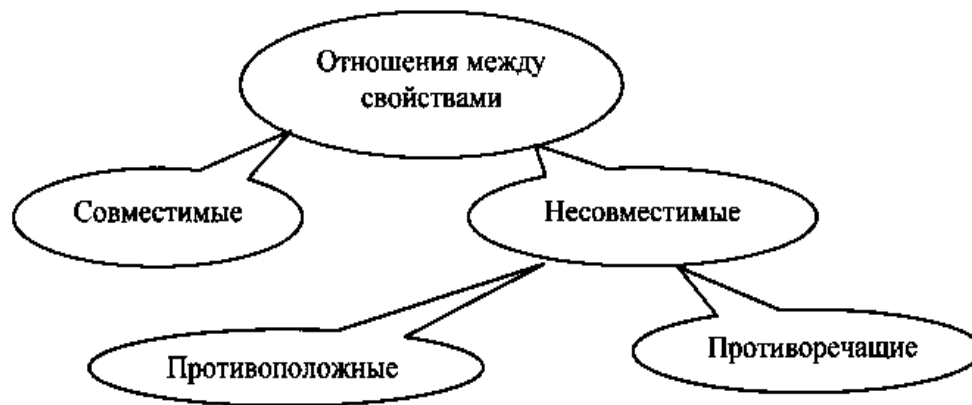 Отношения между
свойствами
Совместимые
Несовместимые
Противоположные
Противоречащие